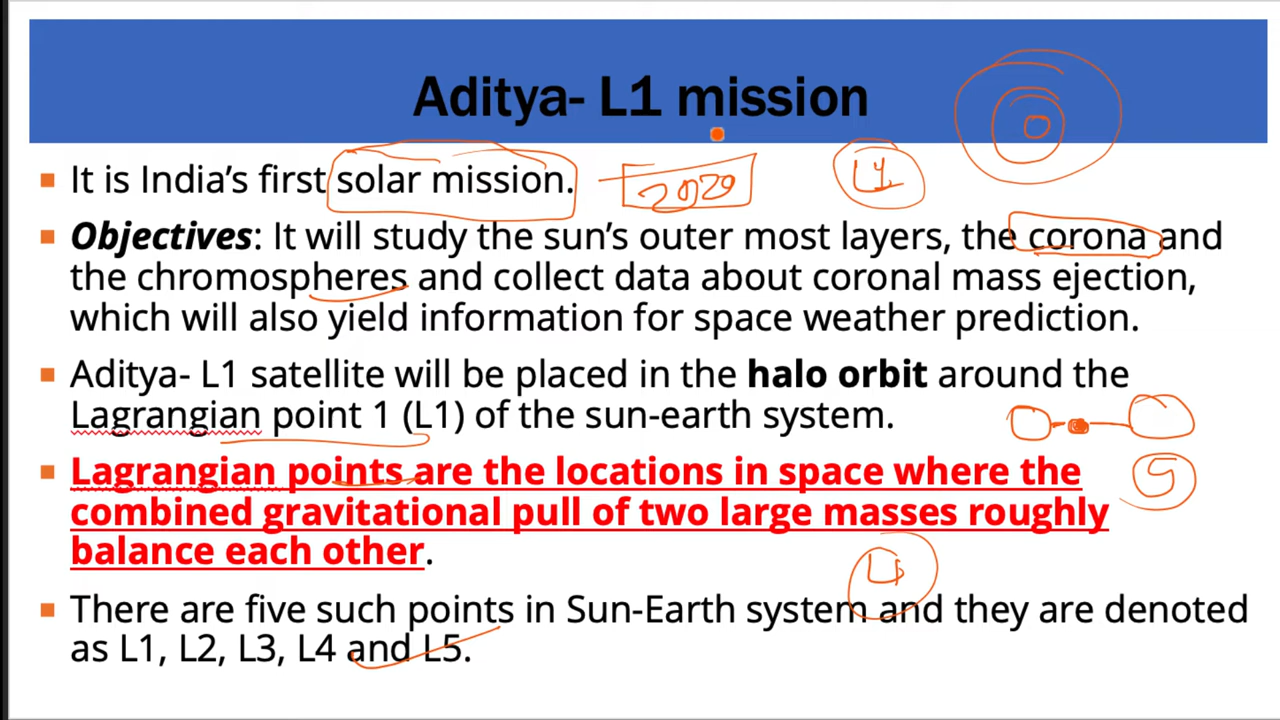 Aditya- L1 mission
It is India's first solar mission.
2020
L1
Objectives: It will study the sun's outer most layers, the corona and
the chromospheres and collect data about coronal mass ejection,
which will also yield information for space weather prediction.
Aditya- L1 satellite will be placed in the halo orbit around the
Lagrangian point 1 (L1) of the sun-earth system.
Lagrangian points are the locations in space where the
5
combined gravitational pull of two large masses roughly
balance each other.
There are five such points in Sun-Earth system and they are denoted
as L1, L2, L3, L4 and L5.